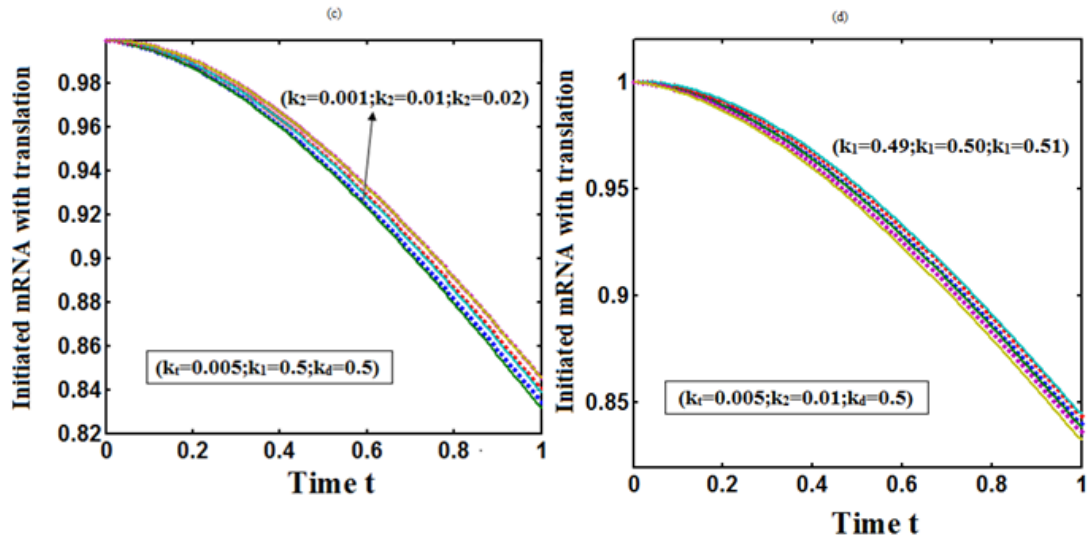 (c)
Initiated mRNA with translation
0.98
0.96
0.94
0.92
0.9
0.88
0.86
0.84
0.82
(k₂=0.001;k₂=0.01;k₂=0.02)
(kₜ=0.005;k₁=0.5;k_d=0.5)
0 0.2 0.4 0.6 0.8 1
Time t
(d)
Initiated mRNA with translation
1
0.95
0.9
0.85
(k₁=0.49;k₁=0.50;k₁=0.51)
(kₜ=0.005;k₂=0.01;k_d=0.5)
0 0.2 0.4 0.6 0.8 1
Time t